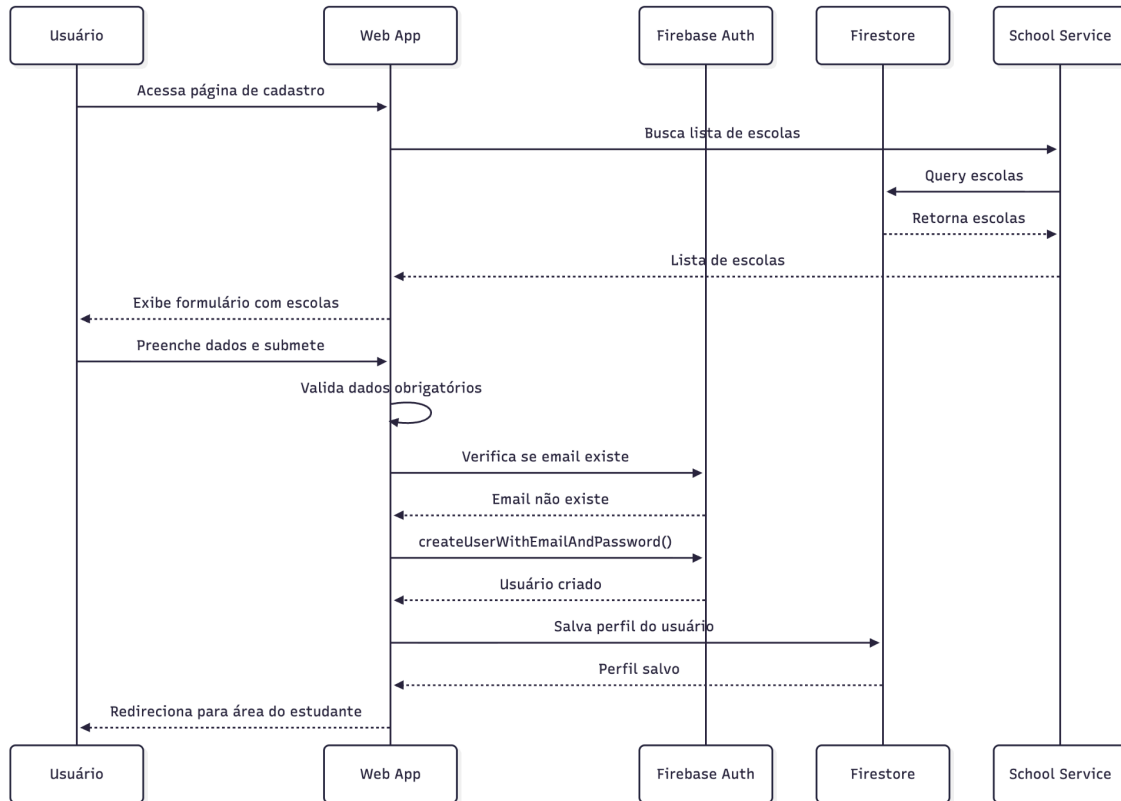 Usuário
Web App
Firebase Auth
Firestore
School Service
Acessa página de cadastro
Busca lista de escolas
Query escolas
Retorna escolas
Lista de escolas
Exibe formulário com escolas
Preenche dados e submete
Valida dados obrigatórios
Verifica se email existe
Email não existe
createUserWithEmailAndPassword()
Usuário criado
Salva perfil do usuário
Perfil salvo
Redireciona para área do estudante
Usuário
Web App
Firebase Auth
Firestore
School Service